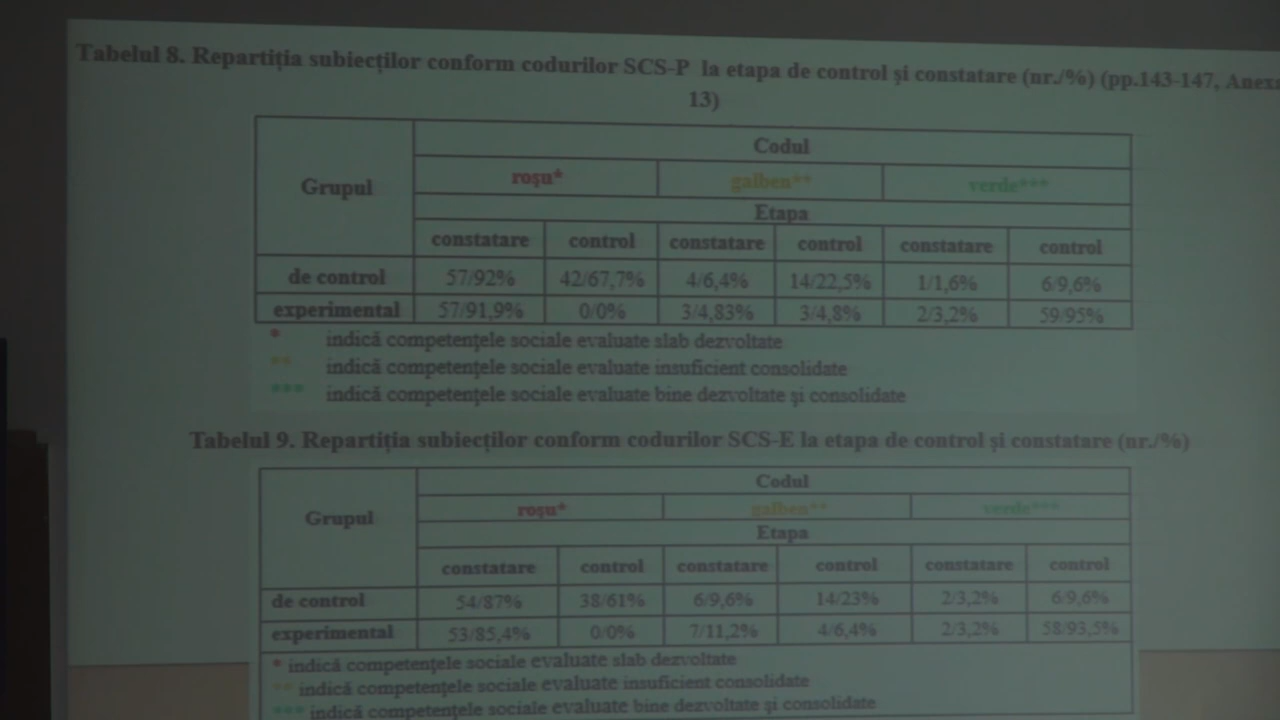 Tabelul 8. Repartiția subiecților conform codurilor SCS-P la etapa de control și constatare (nr./%) (pp.143-147, Anexa
13)
Grupul Codul
roșu* galben** verde***
Etapa
constatare control constatare control constatare control
de control 57/92% 42/67,7% 4/6,4% 14/22,5% 1/1,6% 6/9,6%
experimental 57/91,9% 0/0% 3/4,83% 3/4,8% 2/3,2% 59/95%
* indică competențele sociale evaluate slab dezvoltate
** indică competențele sociale evaluate insuficient consolidate
*** indică competențele sociale evaluate bine dezvoltate și consolidate
Tabelul 9. Repartiția subiecților conform codurilor SCS-E la etapa de control și constatare (nr./%)
Grupul Codul
roșu* galben** verde***
Etapa
constatare control constatare control constatare control
de control 54/87% 38/61% 6/9,6% 14/23% 2/3,2% 6/9,6%
experimental 53/85,4% 0/0% 7/11,2% 4/6,4% 2/3,2% 58/93,5%
* indică competențele sociale evaluate slab dezvoltate
** indică competențele sociale evaluate insuficient consolidate
*** indică competențele sociale evaluate bine dezvoltate și consolidate